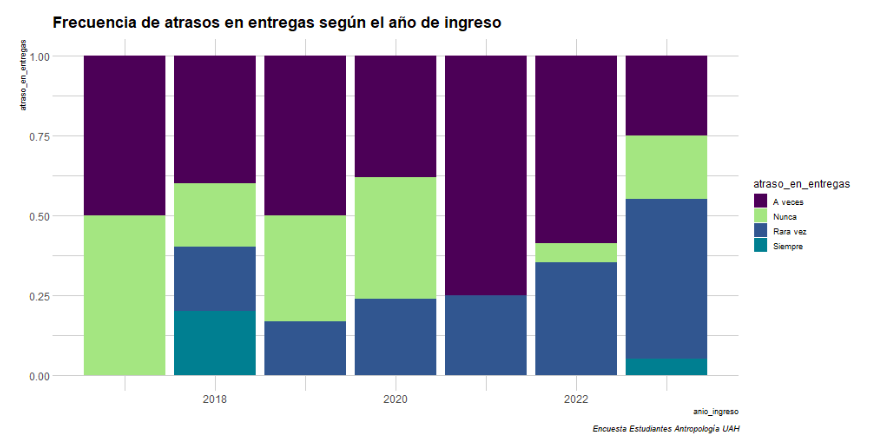 Frecuencia de atrasos en entregas según el año de ingreso
atraso_en_entregas
1.00
0.75
0.50
0.25
0.00
2018 2020 2022
anio_ingreso
Encuesta Estudiantes Antropología UAH
atraso_en_entregas
A veces
Nunca
Rara vez
Siempre